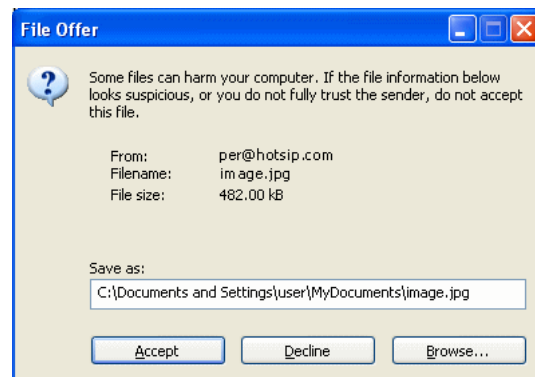 File Offer
Some files can harm your computer. If the file information below
looks suspicious, or you do not fully trust the sender, do not accept
this file.
From: per@hotsip.com
Filename: image.jpg
File size: 482.00 kB
Save as:
C:\Documents and Settings\user\MyDocuments\image.jpg
Accept Decline Browse...